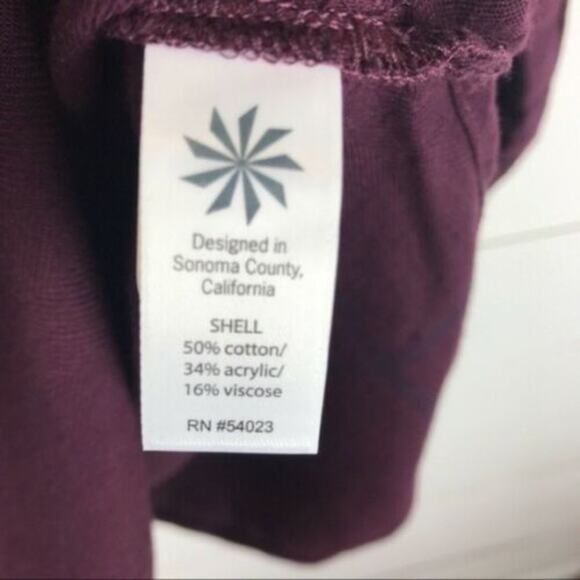 Designed in
Sonoma County,
California
SHELL
50% cotton/
34% acrylic/
16% viscose
RN #54023